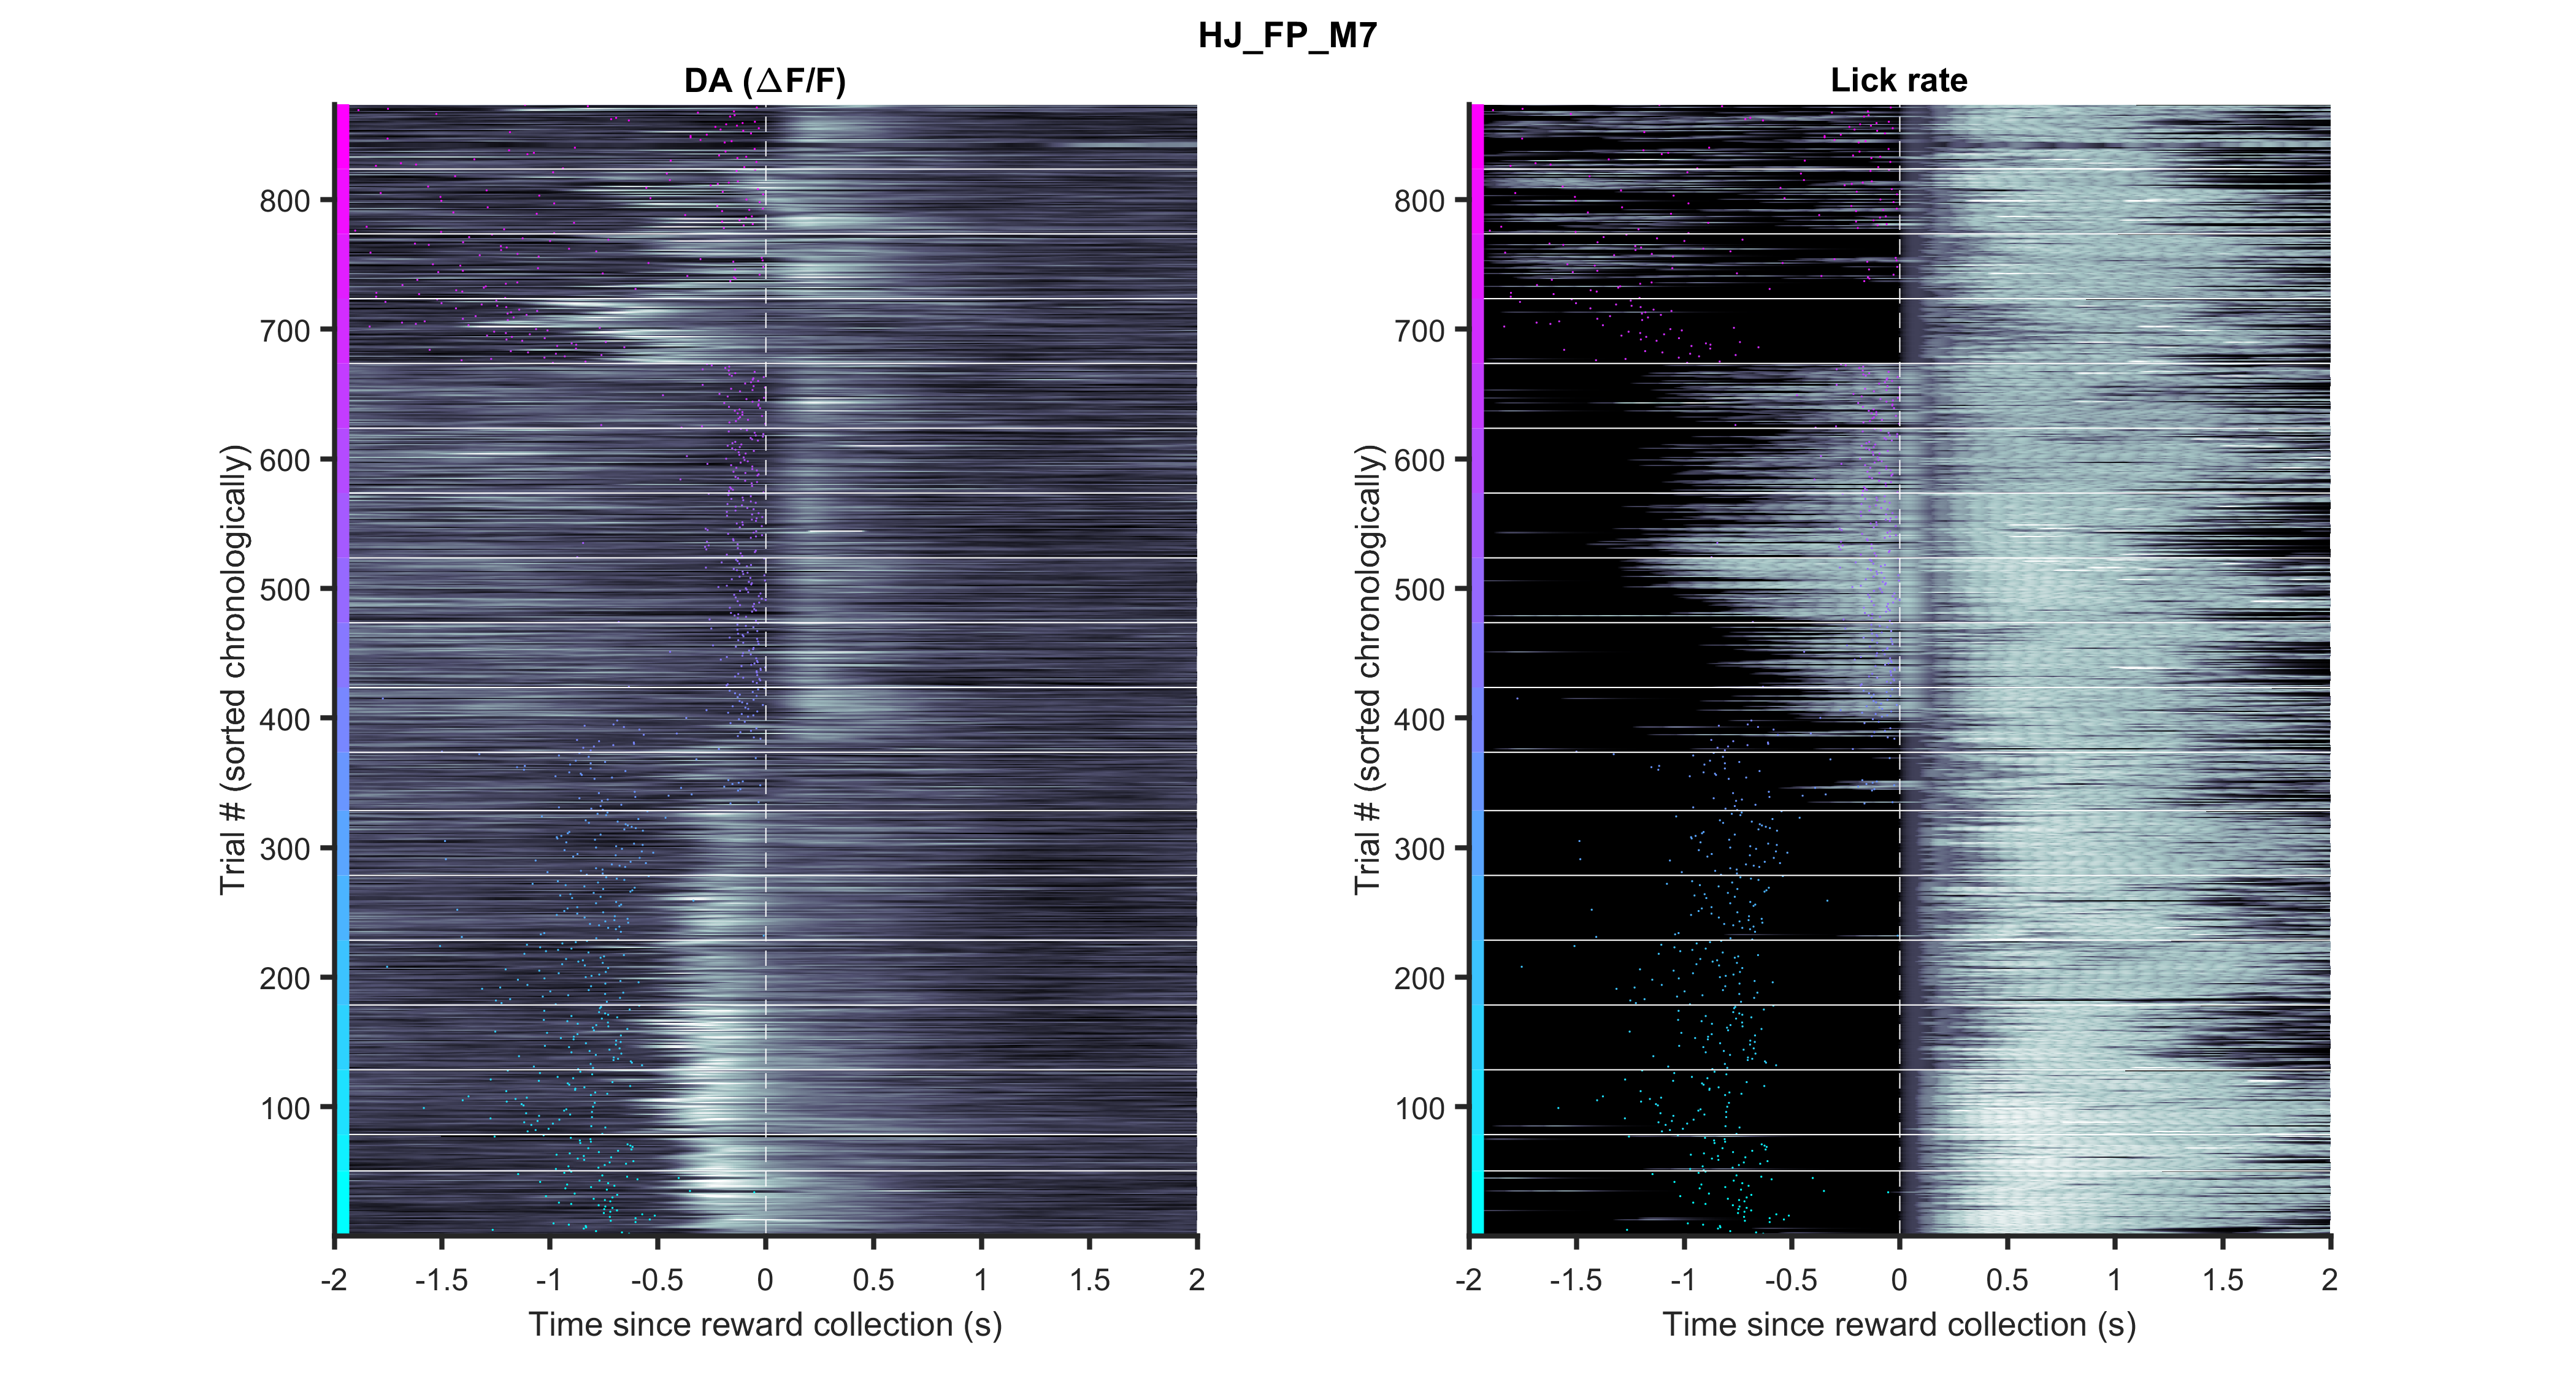 HJ_FP_M7
DA (ΔF/F)
Trial # (sorted chronologically)
800
700
600
500
400
300
200
100
-2 -1.5 -1 -0.5 0 0.5 1 1.5 2
Time since reward collection (s)
Lick rate
Trial # (sorted chronologically)
800
700
600
500
400
300
200
100
-2 -1.5 -1 -0.5 0 0.5 1 1.5 2
Time since reward collection (s)